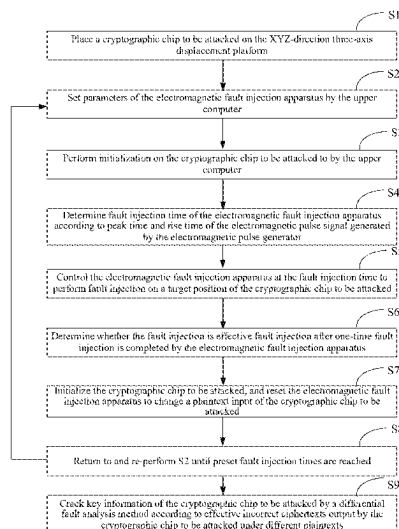 S1
Place a cryptographic chip to be attacked on the XYZ-direction three-axis
displacement platform
S2
Set parameters of the electromagnetic fault injection apparatus by the upper
computer
Perform initialization on the cryptographic chip to be attacked to by the upper
computer
S4
Determine fault injection time of the electromagnetic fault injection apparatus
according to peak time and rise time of the electromagnetic pulse signal generated
by the electromagnetic pulse generator
Control the electromagnetic fault injection apparatus at the fault injection time to
perform fault injection on a target position of the cryptographic chip to be attacked
S6
Determine whether the fault injection is effective fault injection after one-time fault
injection is completed by the electromagnetic fault injection apparatus
S7
Initialize the cryptographic chip to be attacked, and reset the electromagnetic fault
injection apparatus to change a plaintext input of the cryptographic chip to be
attacked
Return to and re-perform S2 until preset fault injection times are reached
S9
Crack key information of the cryptographic chip to be attacked by a differential
fault analysis method according to effective incorrect ciphertexts output by the
cryptographic chip to be attacked under different plaintexts